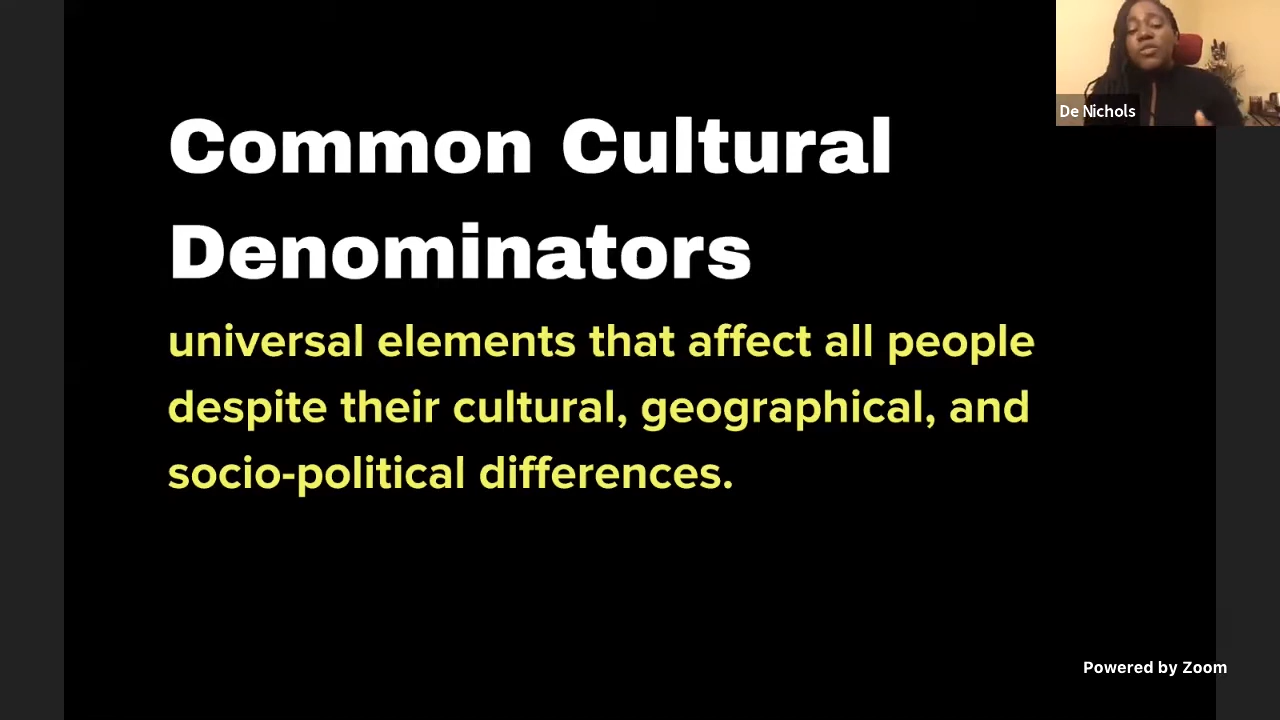 De Nichols
Common Cultural
Denominators
universal elements that affect all people
despite their cultural, geographical, and
socio-political differences.
Powered by Zoom